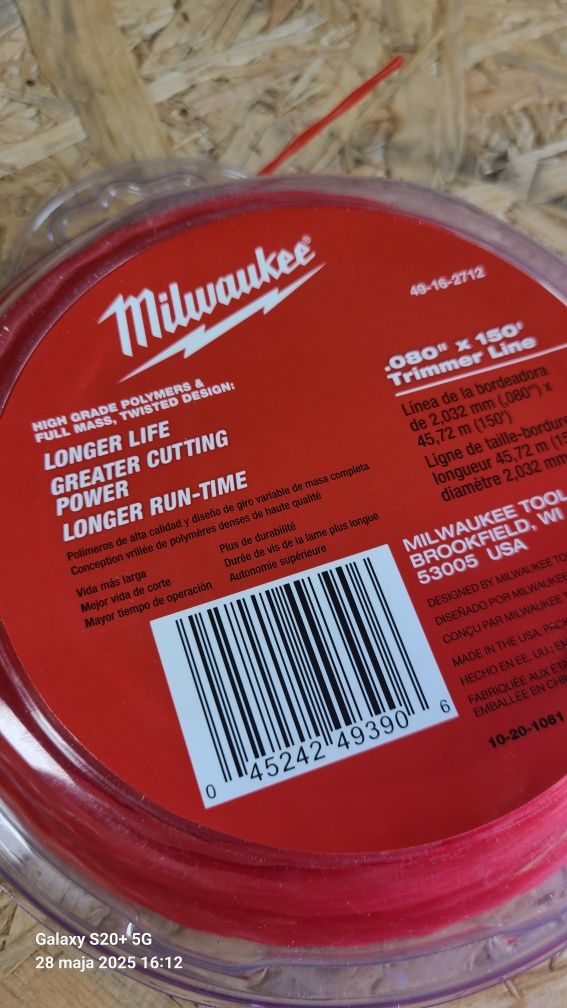 Milwaukee®
49-16-2712
.080" x 150'
Trimmer Line
Línea de la bordeadora
de 2,032 mm (.080") x
45,72 m (150')
Ligne de taille-bordure
longueur 45,72 m
diamètre 2,032 mm
HIGH GRADE POLYMERS &
FULL MASS, TWISTED DESIGN:
LONGER LIFE
GREATER CUTTING
POWER
LONGER RUN-TIME
Polímeros de alta calidad y diseño de giro variable de masa completa
Conception vrillée de polymères denses de haute qualité
Vida más larga
Mejor vida de corte
Mayor tiempo de operación
Plus de durabilité
Durée de vis de la lame plus longue
Autonomie supérieure
MILWAUKEE TOOL
BROOKFIELD, WI
53005 USA
DESIGNED BY MILWAUKEE
DISEÑADO POR MILWAUKEE
CONÇU PAR MILWAUKEE
MADE IN THE USA;
HECHO EN EE. UU.;
FABRIQUÉE AUX
EMBALLÉE EN
10-20-1061
0 45242 49390 6
Galaxy S20+ 5G
28 maja 2025 16:12